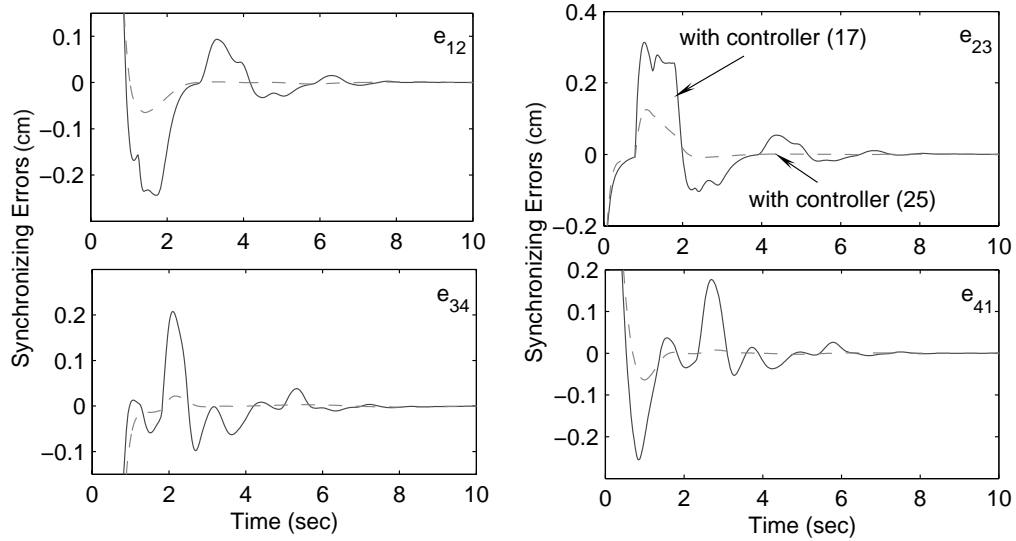 e12
0.1
0
−0.1
−0.2
0 2 4 6 8 10
e23
with controller (17)
with controller (25)
0.4
0.2
0
−0.2
0 2 4 6 8 10
e34
0.2
0.1
0
−0.1
0 2 4 6 8 10
Time (sec)
Synchronizing Errors (cm)
e41
0.2
0.1
0
−0.1
−0.2
0 2 4 6 8 10
Time (sec)
Synchronizing Errors (cm)